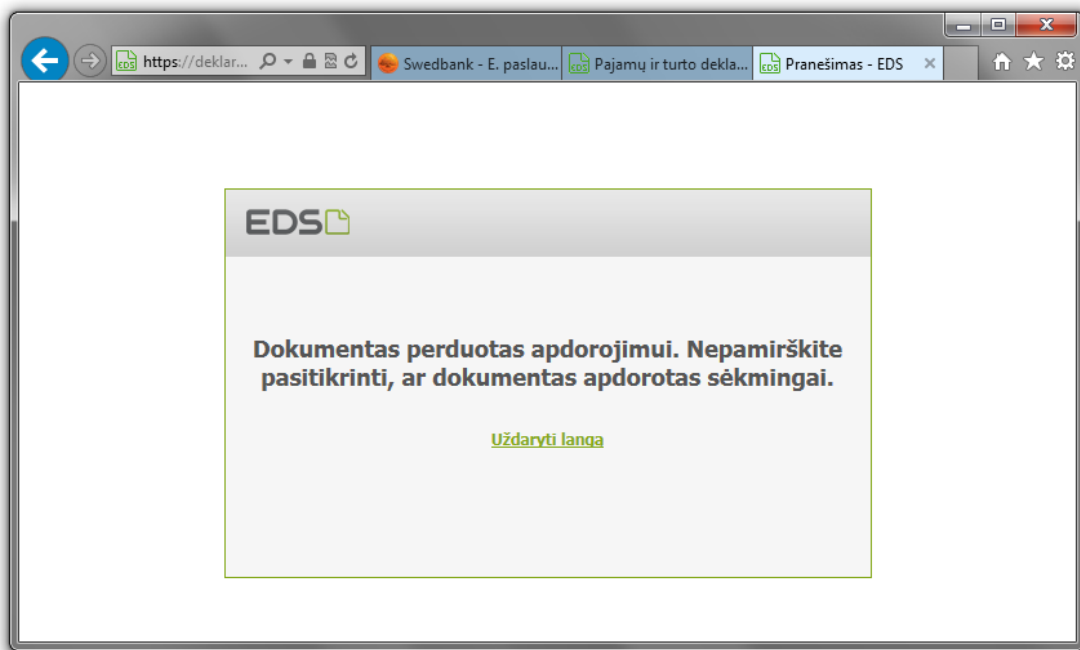 https://deklar...
Swedbank - E. paslau...
Pajamų ir turto dekla...
Pranešimas - EDS
EDS
Dokumentas perduotas apdorojimui. Nepamirškite
pasitikrinti, ar dokumentas apdorotas sėkmingai.
Uždaryti langą